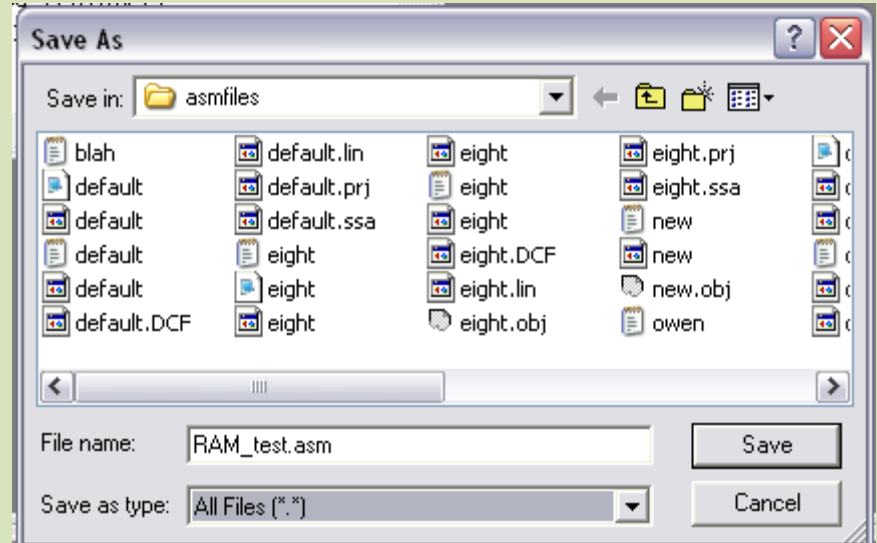 Save As
?
Save in: asmfiles
blah default.lin eight eight.prj
default default.prj eight eight.ssa
default default.ssa eight new
default eight eight.DCF new
default eight eight.lin new.obj
default.DCF eight eight.obj owen
File name: RAM_test.asm Save
Save as type: All Files (*.*) Cancel